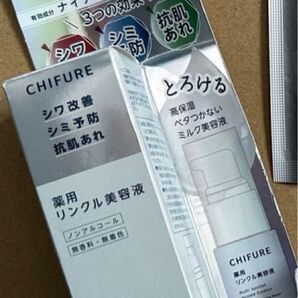 有効成分
ナイア
3つの効果
シワ
シミ
予防
抗肌
あれ
CHIFURE
シワ改善
シミ予防
抗肌あれ
薬用
リンクル美容液
ノンアルコール
無香料・無着色
とろける
高保湿
ベタつかない
ミルク美容液
CHIFURE
薬用
リンクル美容液